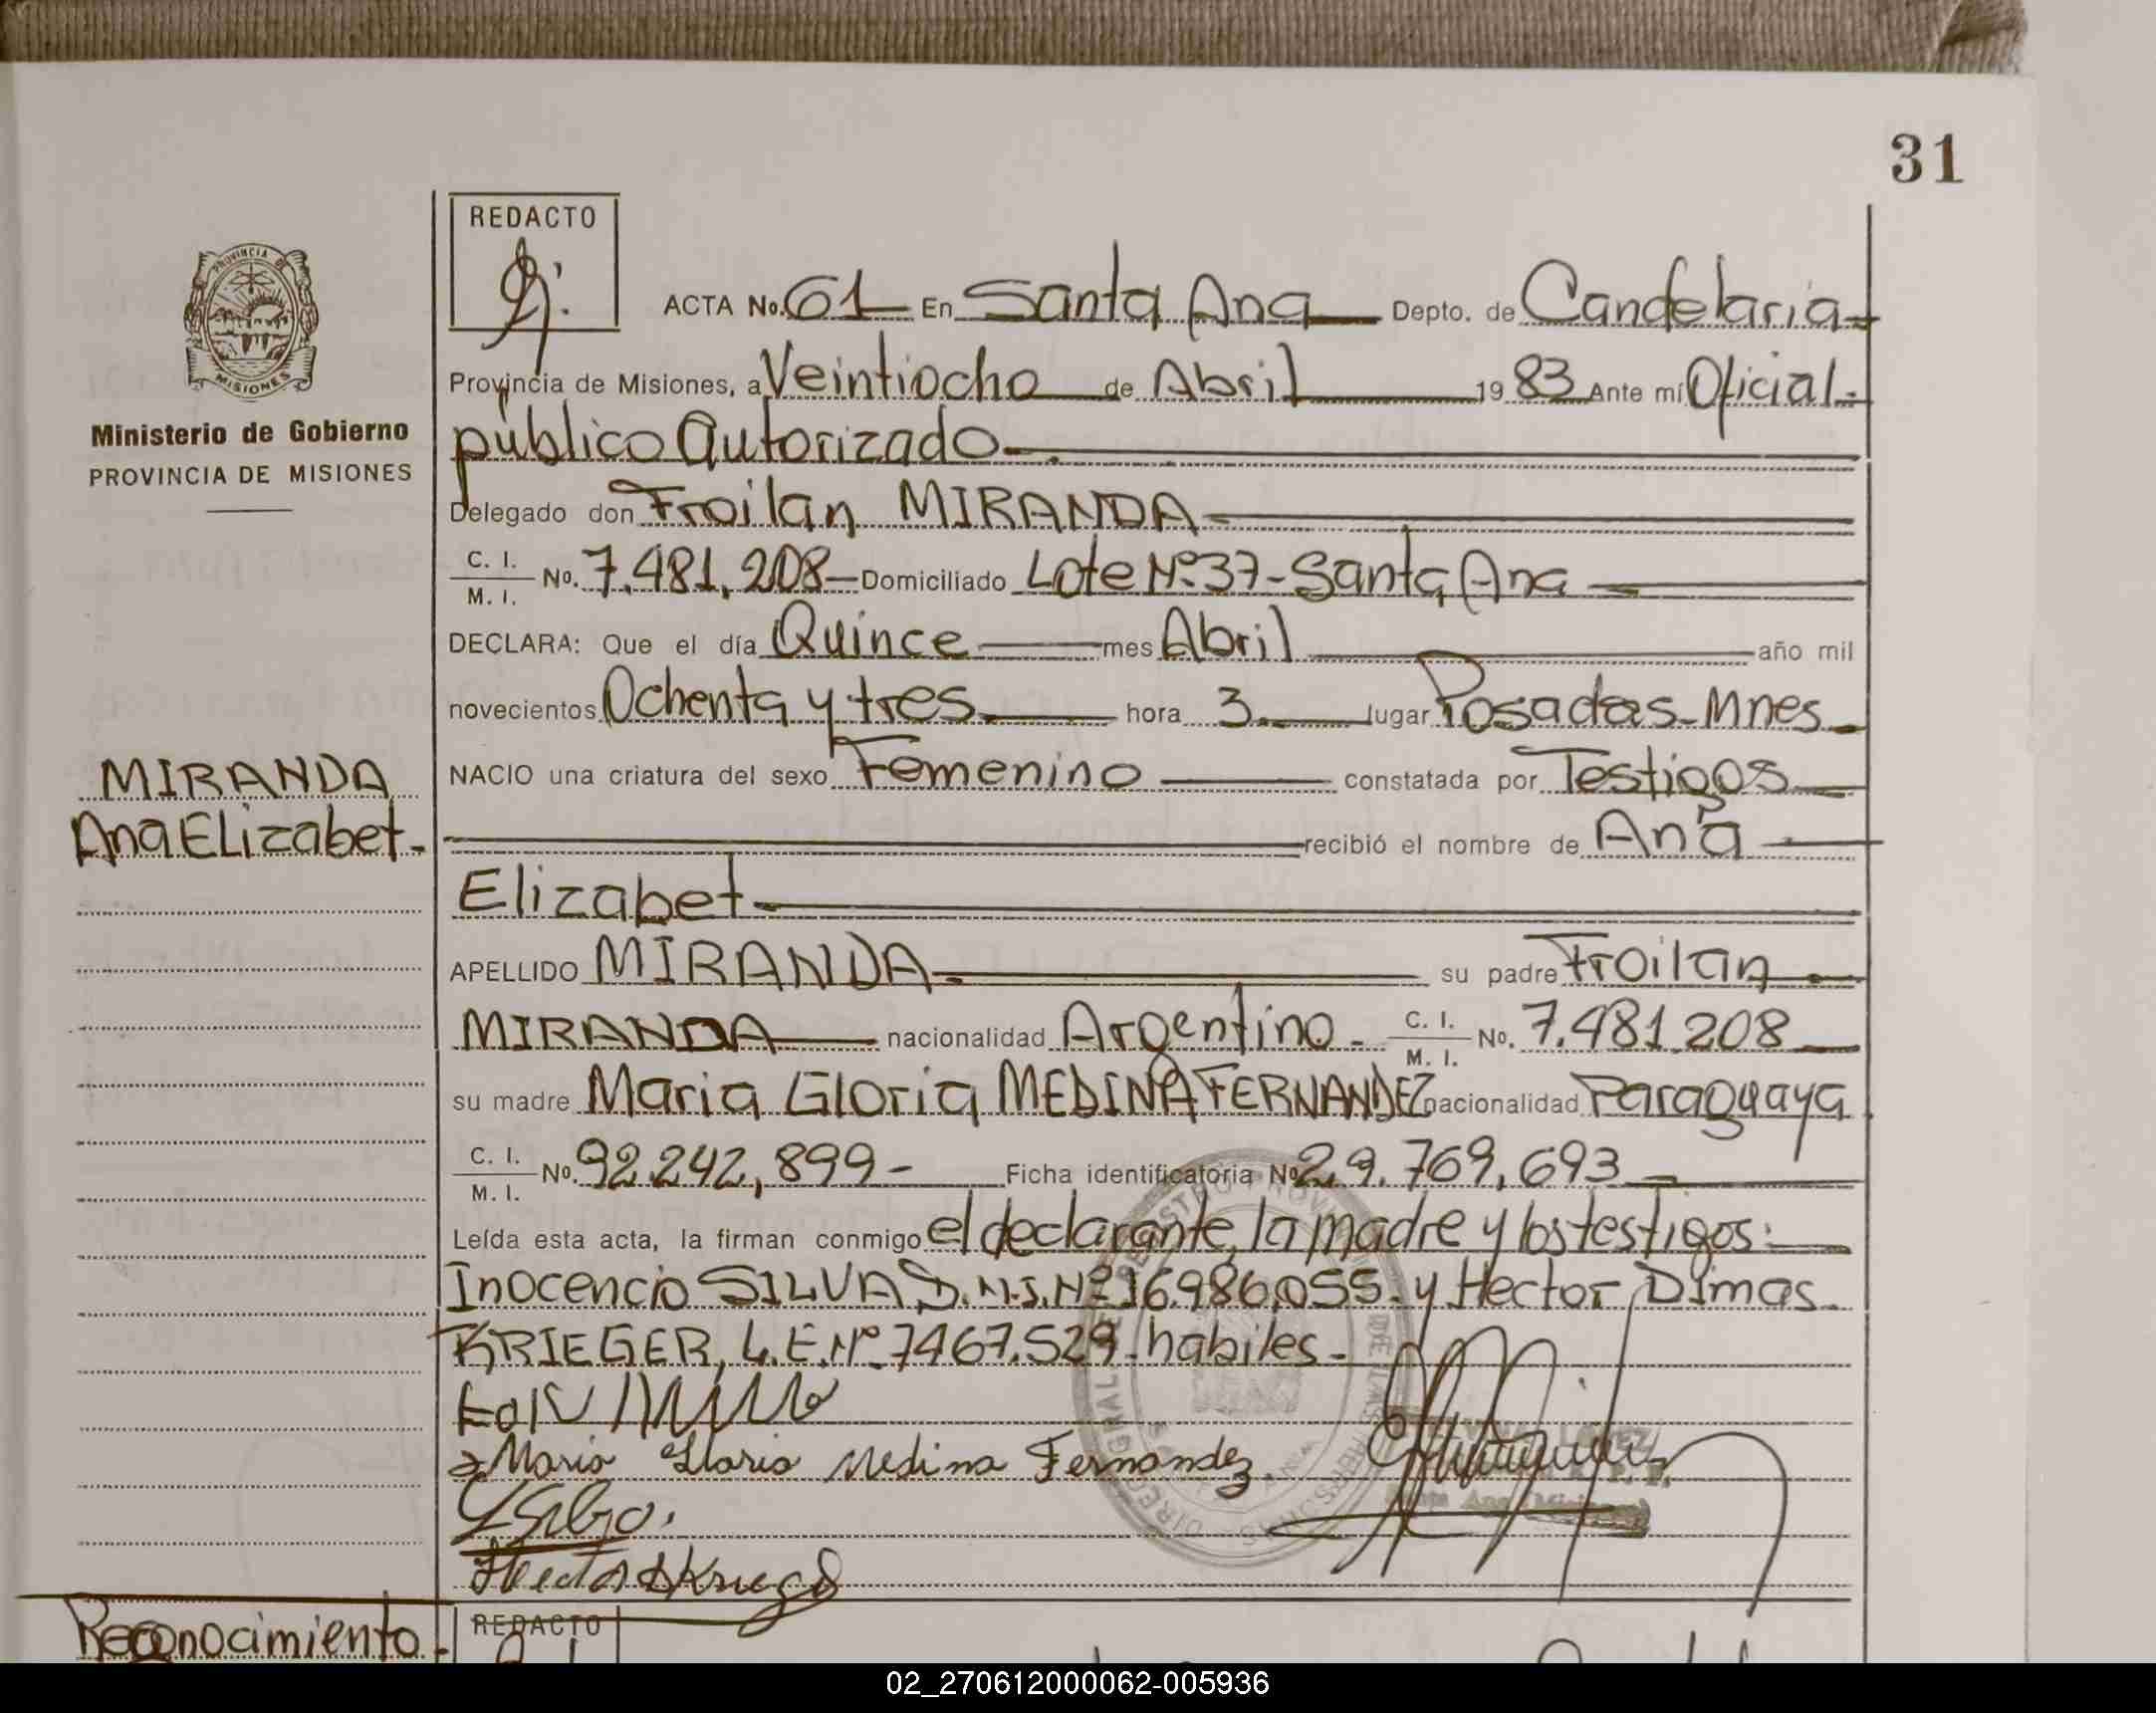 31
REDACTO
ACTA No. 61 En Santa Ana Depto. de Candelaria
Provincia de Misiones, a Veintiocho de Abril 19 83 Ante mí Oficial
público Autorizado.
Delegado don Froilan MIRANDA
C. I.
M. I. No. 7.481.208 Domiciliado Lote Nº 37 - Santa Ana
DECLARA: Que el día Quince mes Abril año mil
novecientos Ochenta y tres. hora 3. lugar Posadas - Mnes.
NACIO una criatura del sexo Femenino constatada por Testigos
recibió el nombre de Ana
Elizabet
APELLIDO MIRANDA su padre Froilan
MIRANDA nacionalidad Argentino. C. I. M. I. No. 7.481.208
su madre Maria Gloria MEDINA FERNANDEZ nacionalidad Paraguaya
C. I. M. I. No. 92.242,899 - Ficha identificatoria No 29.769,693
Leída esta acta, la firman conmigo el declarante, la madre y los testigos:
Inocencio SILVA D.N.I. Nº 16.986.055. y Hector Dimas
KRIEGER, L.E. Nº 7467.529 habiles.
Maria Gloria Medina Fernandez
PROVINCIA DE MISIONES
Ministerio de Gobierno
PROVINCIA DE MISIONES
MIRANDA
Ana Elizabet.
Reconocimiento.
REDACTO
02_270612000062-005936